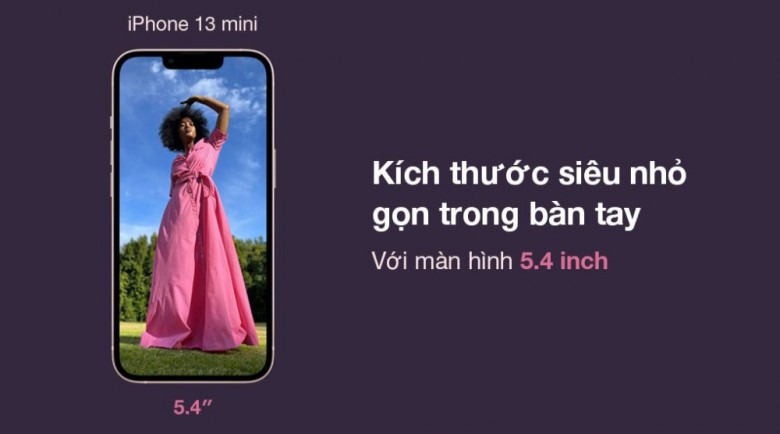 iPhone 13 mini
Kích thước siêu nhỏ
gọn trong bàn tay
Với màn hình 5.4 inch
5.4″